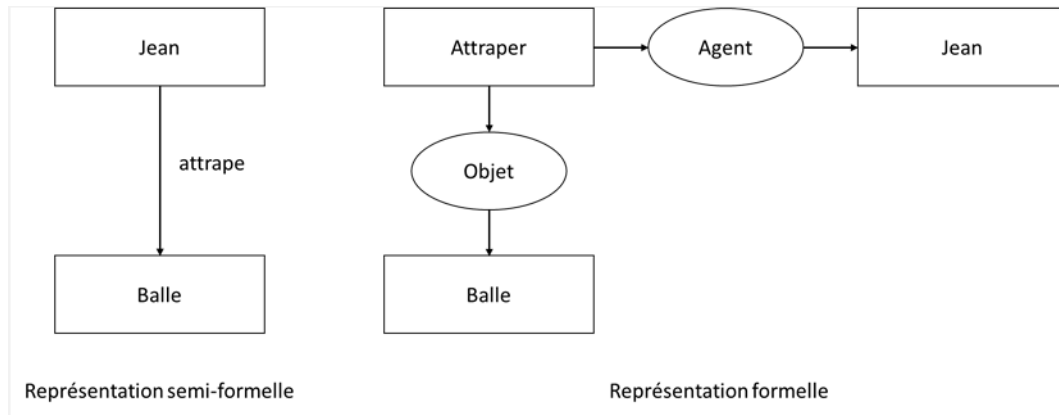 Jean
Attraper
Agent
Jean
attrape
Objet
Balle
Balle
Représentation semi-formelle
Représentation formelle